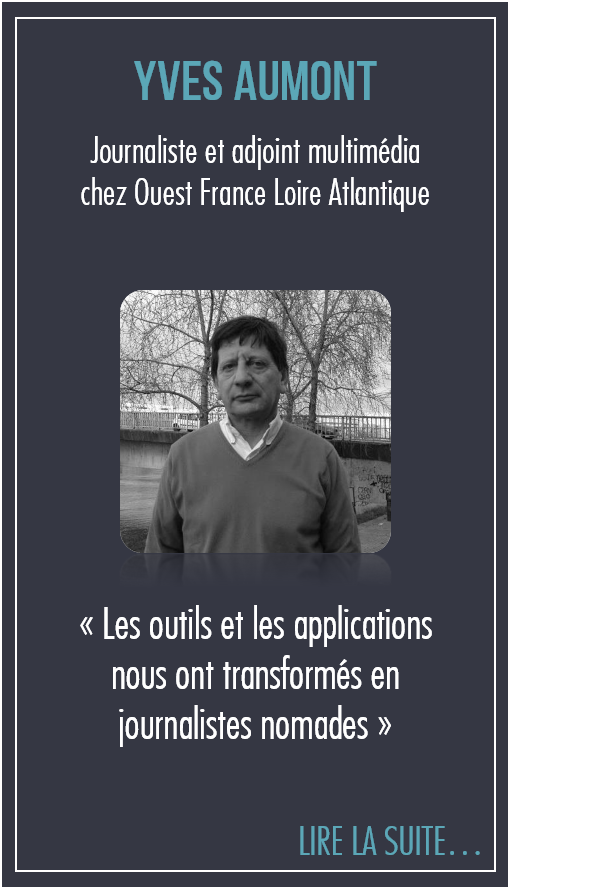 YVES AUMONT
Journaliste et adjoint multimédia
chez Ouest France Loire Atlantique
« Les outils et les applications
nous ont transformés en
journalistes nomades »
LIRE LA SUITE...